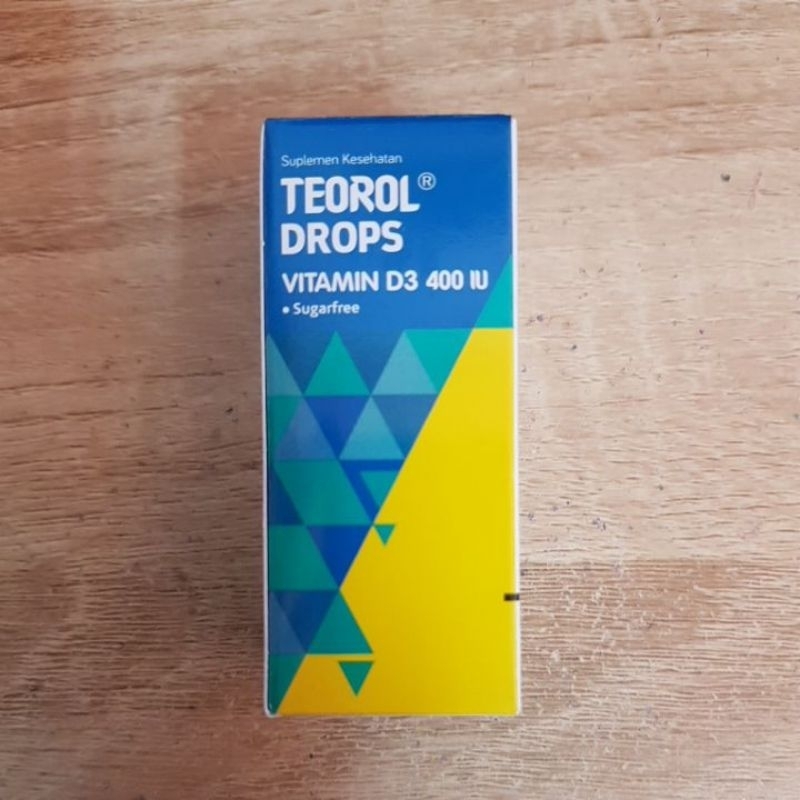 Suplemen Kesehatan
TEOROL®
DROPS
VITAMIN D3 400 IU
• Sugarfree